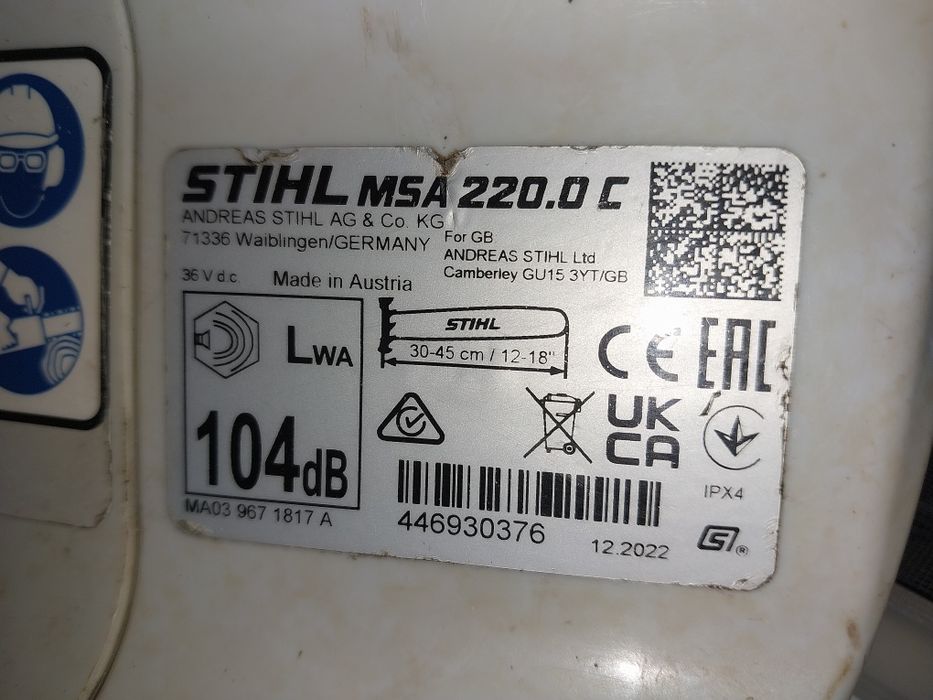 STIHL MSA 220.0 C
ANDREAS STIHL AG & Co. KG
71336 Waiblingen/GERMANY
For GB
ANDREAS STIHL Ltd
Camberley GU15 3YT/GB
36 V d.c.
Made in Austria
LWA
104dB
STIHL
30-45 cm / 12-18"
CE
EAC
UK
CA
IPX4
MA03 967 1817 A
446930376
12.2022
®